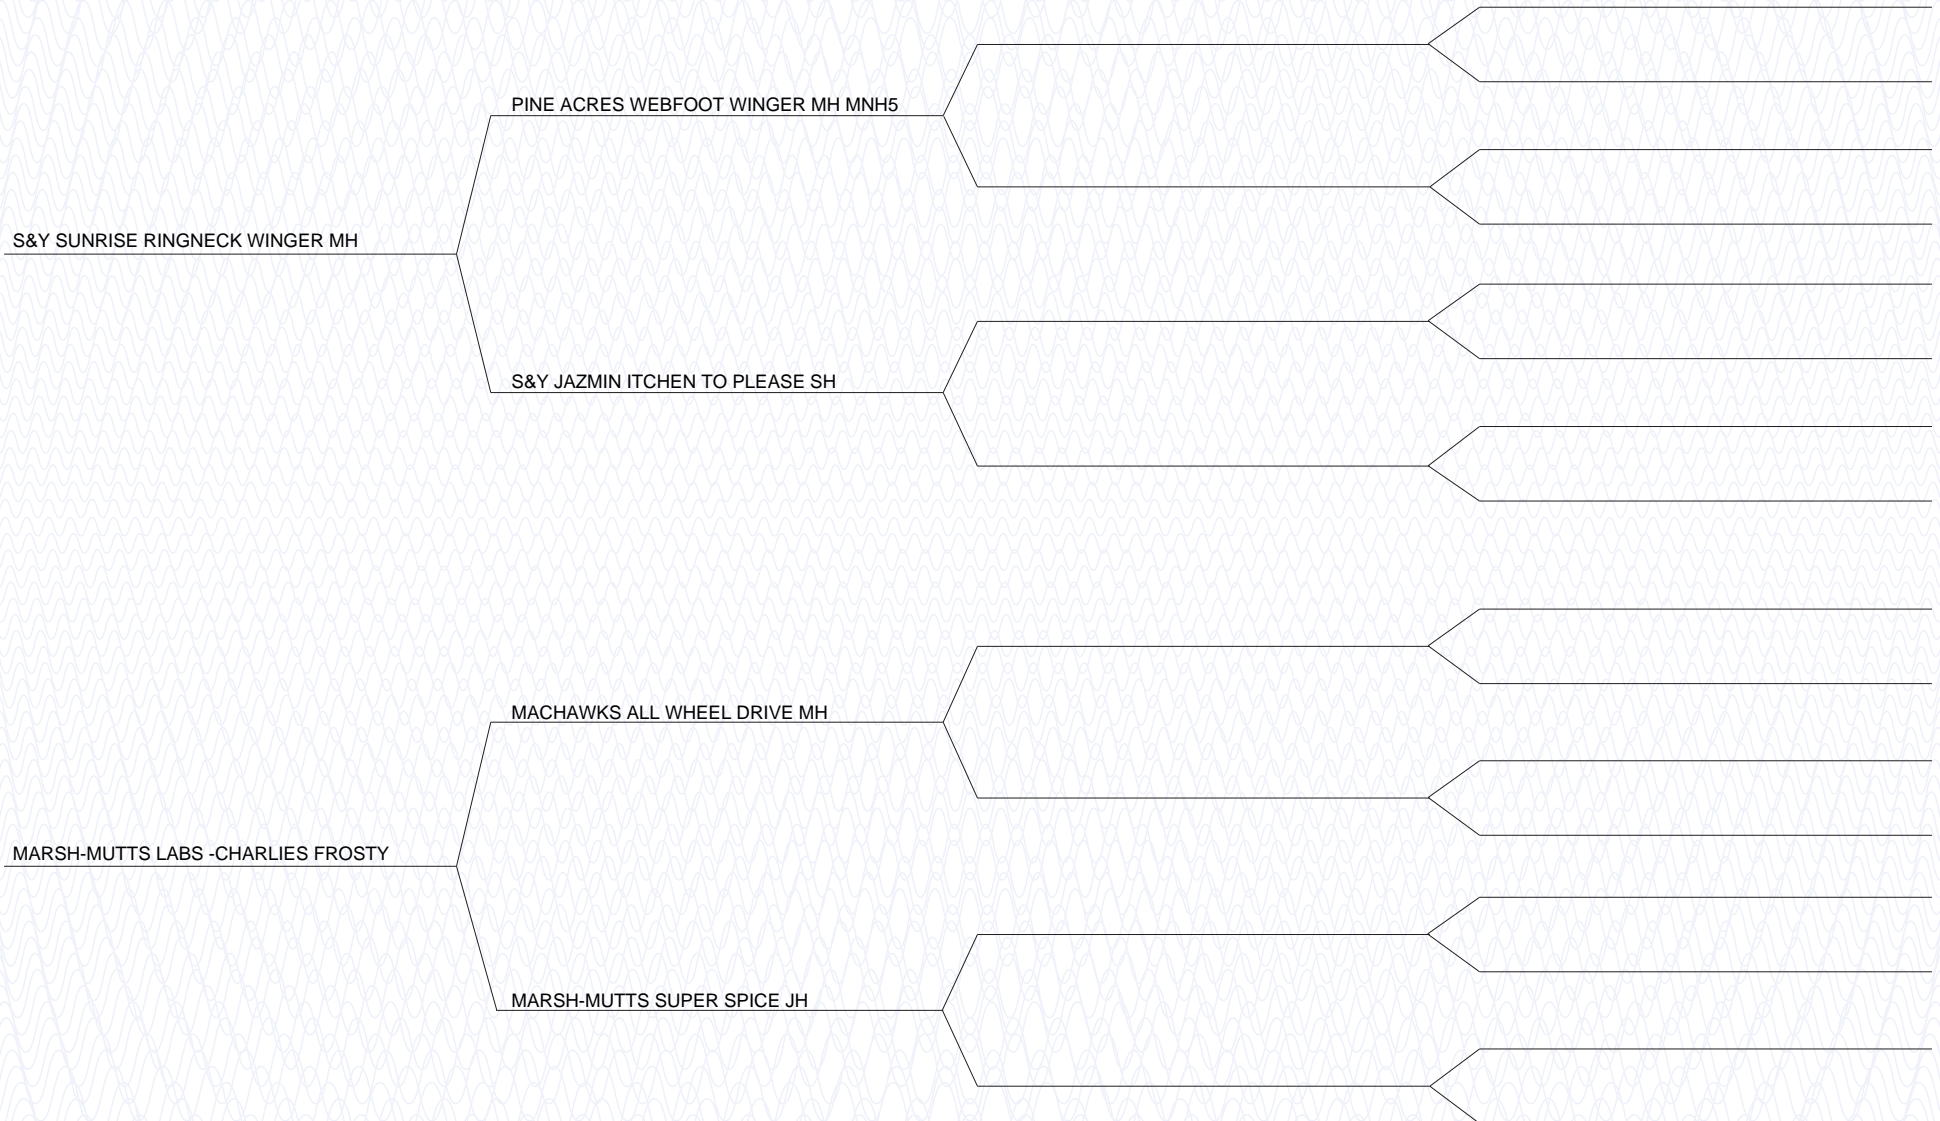 PINE ACRES WEBFOOT WINGER MH MNH5
S&Y SUNRISE RINGNECK WINGER MH
S&Y JAZMIN ITCHEN TO PLEASE SH
MACHAWKS ALL WHEEL DRIVE MH
MARSH-MUTTS LABS -CHARLIES FROSTY
MARSH-MUTTS SUPER SPICE JH